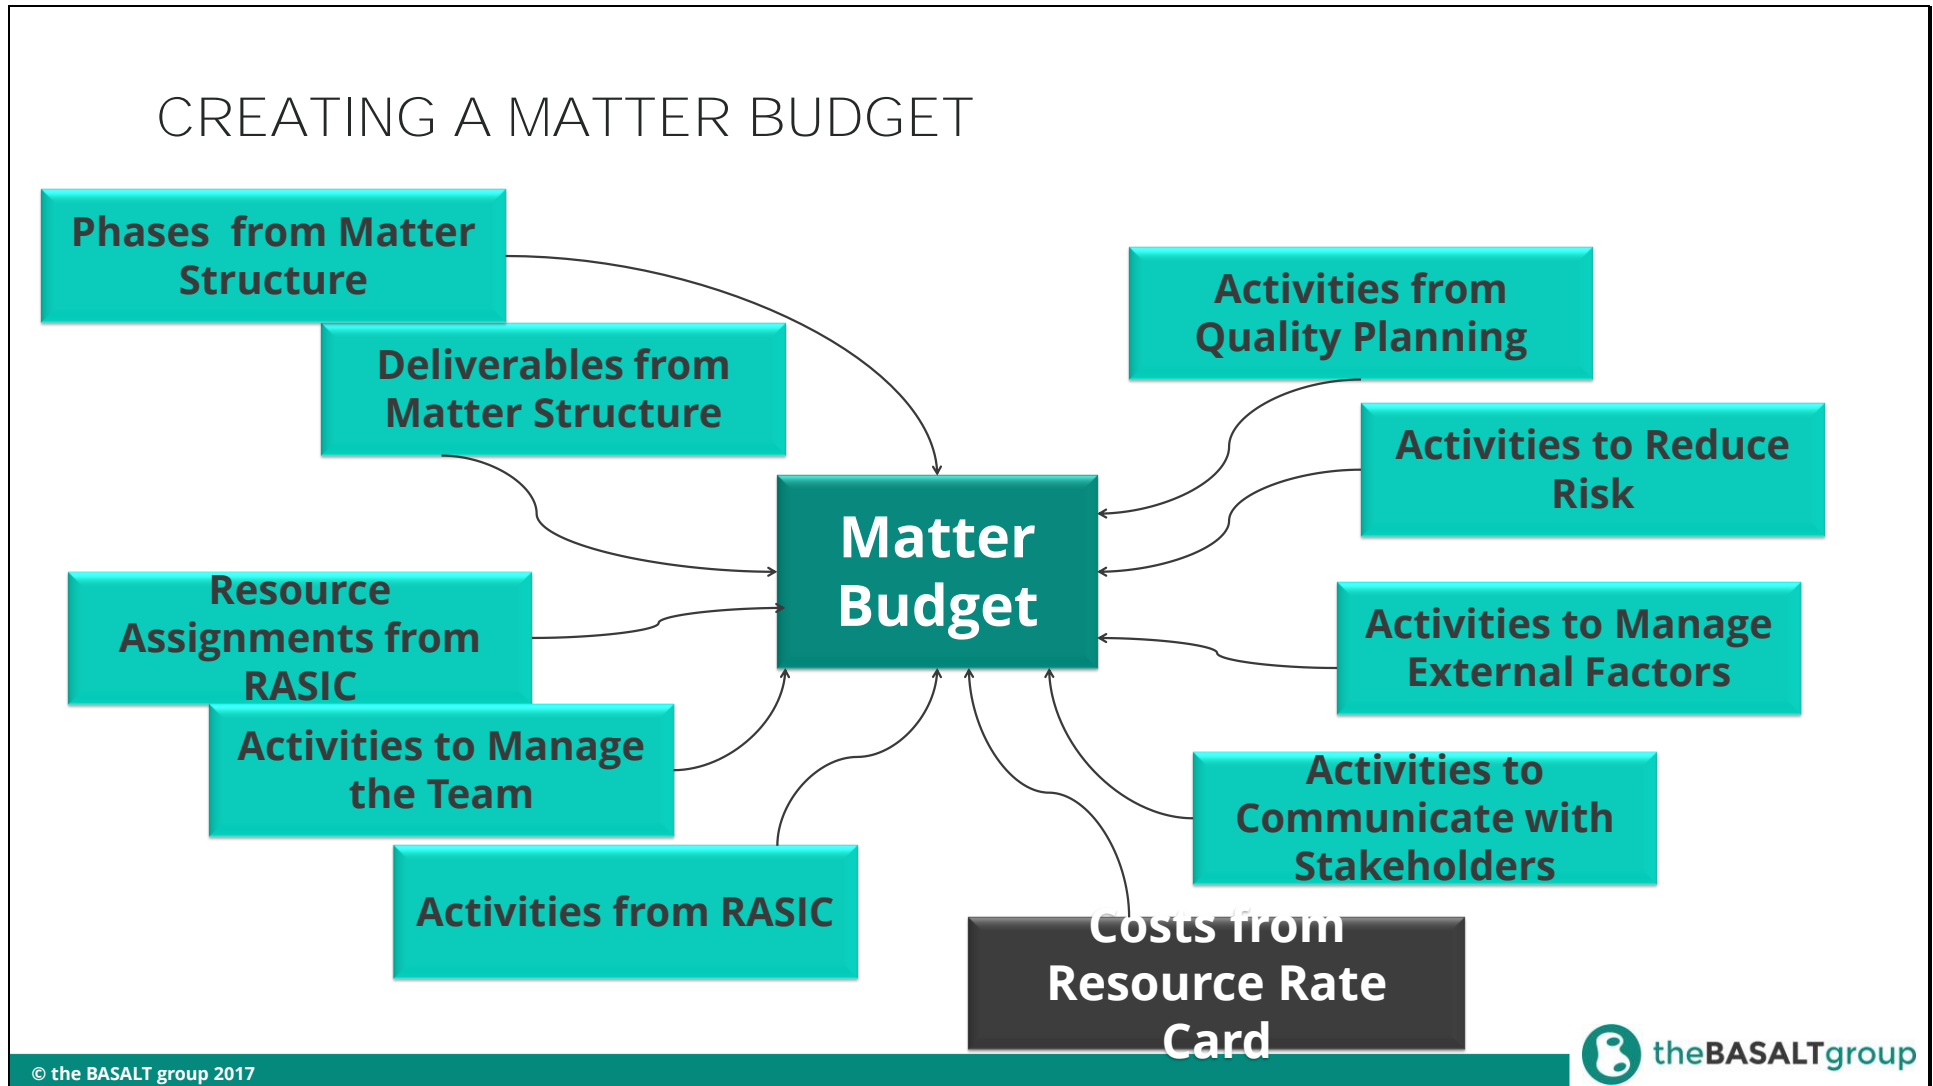 CREATING A MATTER BUDGET
Phases  from Matter
Structure
Deliverables from
Matter Structure
Resource
Assignments from
RASIC
Activities to Manage
the Team
Activities from RASIC
Matter
Budget
Activities from
Quality Planning
Activities to Reduce
Risk
Activities to Manage
External Factors
Activities to
Communicate with
Stakeholders
Costs from
Resource Rate
Card
© the BASALT group 2017
theBASALTgroup